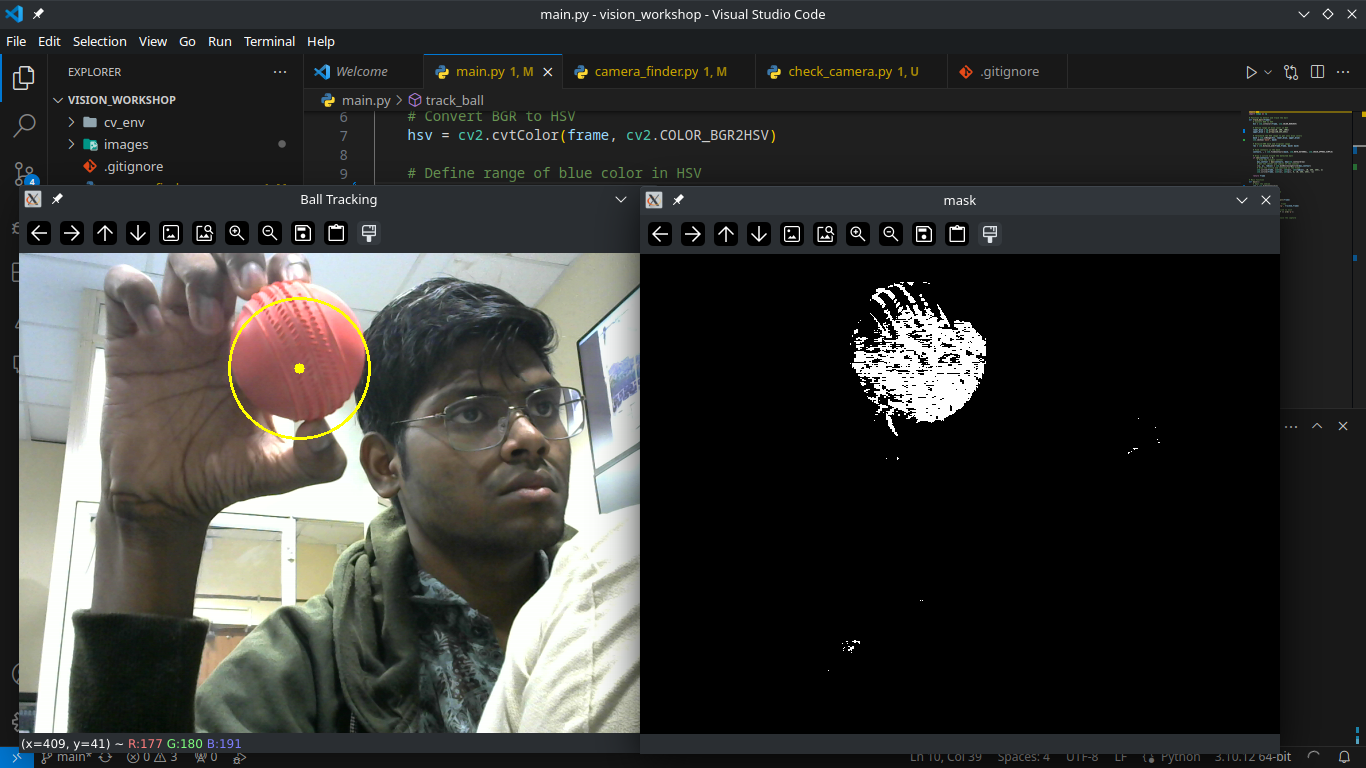 main.py - vision_workshop - Visual Studio Code
File Edit Selection View Go Run Terminal Help
EXPLORER
Welcome
main.py 1, M
camera_finder.py 1, M
check_camera.py 1, U
.gitignore
VISION_WORKSHOP
main.py > track_ball
cv_env
images
.gitignore
6 # Convert BGR to HSV
7 hsv = cv2.cvtColor(frame, cv2.COLOR_BGR2HSV)
8
9 # Define range of blue color in HSV
4
Ball Tracking
mask
(x=409, y=41) ~ R:177 G:180 B:191
main* 0 3 0
Ln 10, Col 39 Spaces: 4 UTF-8 LF Python 3.10.12 64-bit